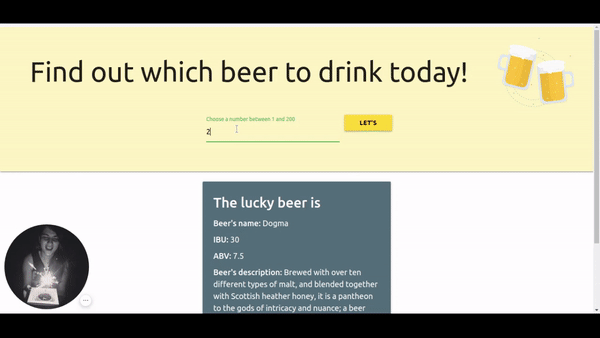 Find out which beer to drink today!
Choose a number between 1 and 200
2
LET'S
The lucky beer is
Beer's name: Dogma
IBU: 30
ABV: 7.5
Beer's description: Brewed with over ten
different types of malt, and blended together
with Scottish heather honey, it is a pantheon
to the gods of intricacy and nuance; a beer